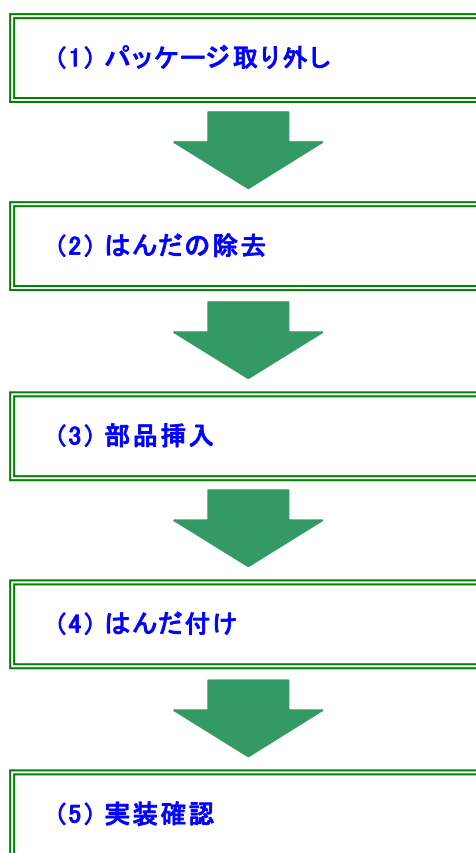 (1) パッケージ取り外し
(2) はんだの除去
(3) 部品挿入
(4) はんだ付け
(5) 実装確認